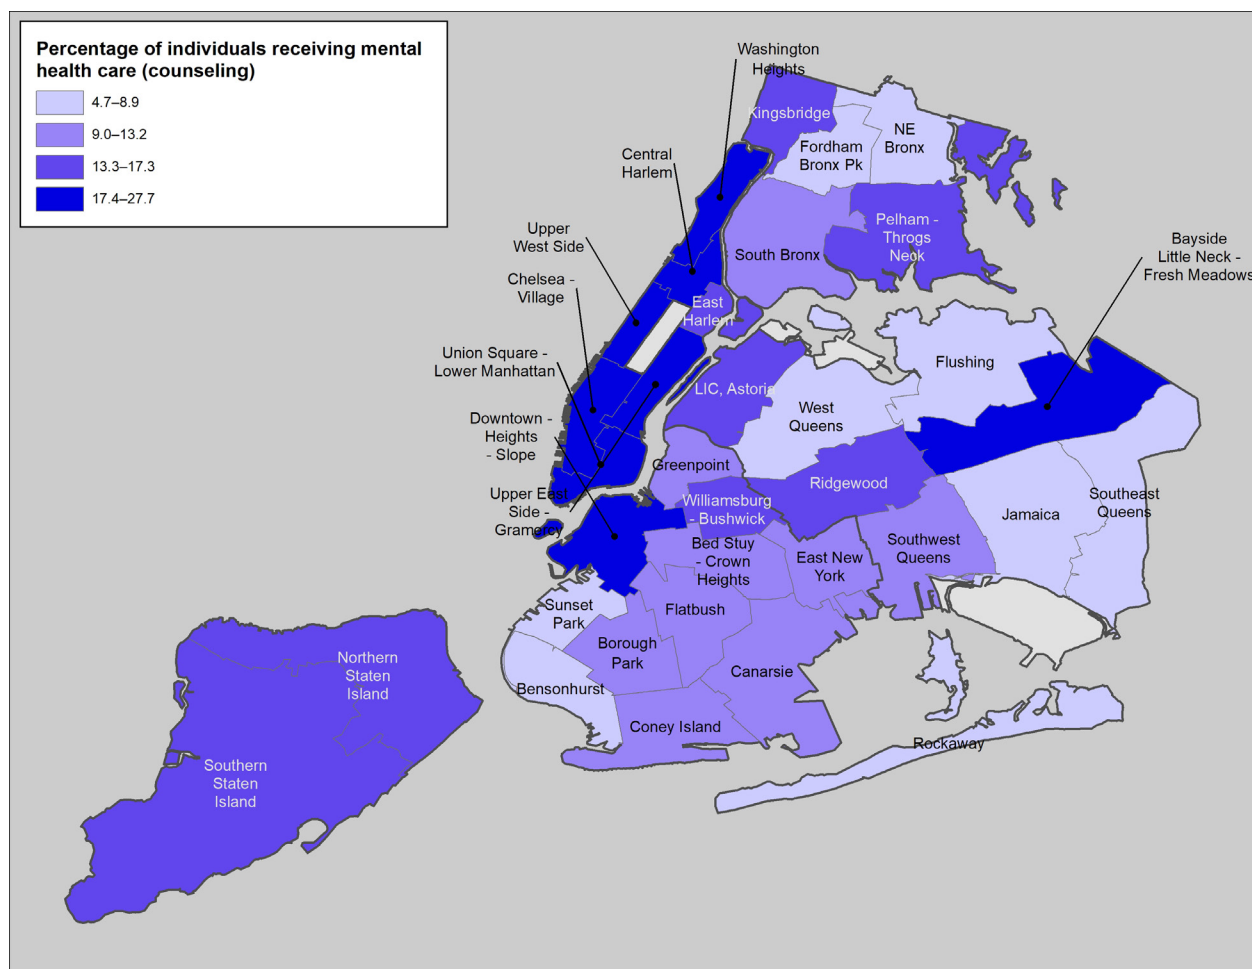 Percentage of individuals receiving mental
health care (counseling)
4.7–8.9
9.0–13.2
13.3–17.3
17.4–27.7
Washington
Heights
Kingsbridge
NE
Bronx
Fordham
Bronx Pk
Central
Harlem
Pelham -
Throgs
Neck
Upper
West Side
South Bronx
Bayside
Little Neck -
Fresh Meadows
Chelsea -
Village
East
Harlem
Union Square -
Lower Manhattan
Flushing
LIC, Astoria
West
Queens
Downtown -
Heights
- Slope
Greenpoint
Ridgewood
Upper East
Side -
Gramercy
Williamsburg
- Bushwick
Jamaica
Southeast
Queens
Bed Stuy
- Crown
Heights
East New
York
Southwest
Queens
Sunset
Park
Flatbush
Borough
Park
Canarsie
Bensonhurst
Coney Island
Rockaway
Northern
Staten
Island
Southern
Staten
Island